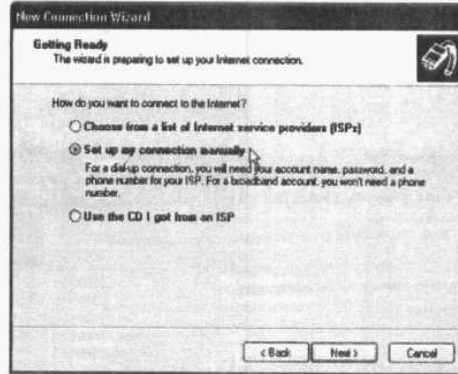 New Connection Wizard
Getting Ready
The wizard is preparing to set up your Internet connection.
How do you want to connect to the Internet?
Choose from a list of Internet service providers (ISPs)
Set up my connection manually
For a dial-up connection, you will need your account name, password, and a
phone number for your ISP. For a broadband account, you won't need a phone
number.
Use the CD I got from an ISP
< Back
Next >
Cancel